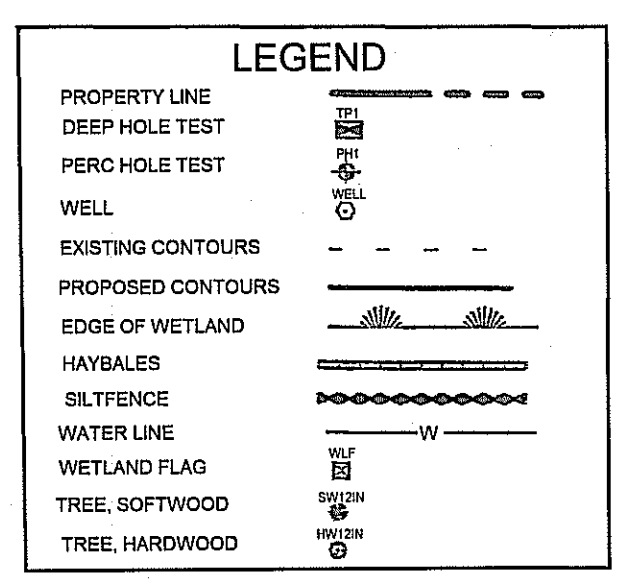 LEGEND
PROPERTY LINE
DEEP HOLE TEST TP1
PERC HOLE TEST PH1
WELL WELL
EXISTING CONTOURS
PROPOSED CONTOURS
EDGE OF WETLAND
HAYBALES
SILTFENCE
WATER LINE W
WETLAND FLAG WLF
TREE, SOFTWOOD SW12IN
TREE, HARDWOOD HW12IN